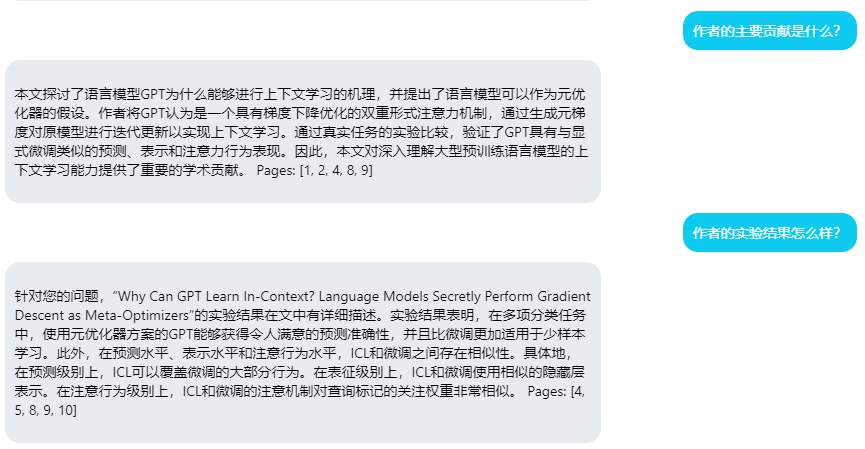 作者的主要贡献是什么?
本文探讨了语言模型GPT为什么能够进行上下文学习的机理，并提出了语言模型可以作为元优
化器的假设。作者将GPT认为是一个具有梯度下降优化的双重形式注意力机制，通过生成元梯
度对原模型进行迭代更新以实现上下文学习。通过真实任务的实验比较，验证了GPT具有与显
式微调类似的预测、表示和注意力行为表现。因此，本文对深入理解大型预训练语言模型的上
下文学习能力提供了重要的学术贡献。 Pages: [1, 2, 4, 8, 9]
作者的实验结果怎么样?
针对您的问题，“Why Can GPT Learn In-Context? Language Models Secretly Perform Gradient
Descent as Meta-Optimizers”的实验结果在文中有详细描述。实验结果表明，在多项分类任务
中，使用元优化器方案的GPT能够获得令人满意的预测准确性，并且比微调更加适用于少样本
学习。此外，在预测水平、表示水平和注意行为水平，ICL和微调之间存在相似性。具体地，
在预测级别上，ICL可以覆盖微调的大部分行为。在表征级别上，ICL和微调使用相似的隐藏层
表示。在注意行为级别上，ICL和微调的注意机制对查询标记的关注权重非常相似。 Pages: [4,
5, 8, 9, 10]